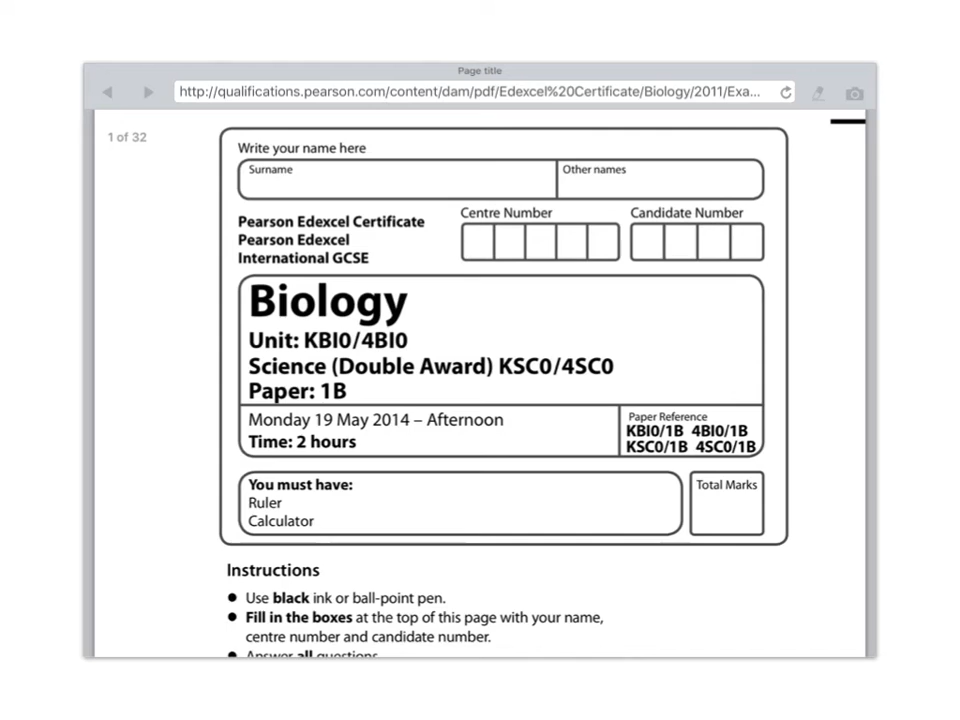 Page title
http://qualifications.pearson.com/content/dam/pdf/Edexcel%20Certificate/Biology/2011/Exa...
1 of 32
Write your name here
Surname
Other names
Pearson Edexcel Certificate
Pearson Edexcel
International GCSE
Centre Number
Candidate Number
Biology
Unit: KBI0/4BI0
Science (Double Award) KSC0/4SC0
Paper: 1B
Monday 19 May 2014 – Afternoon
Time: 2 hours
Paper Reference
KBI0/1B 4BI0/1B
KSC0/1B 4SC0/1B
You must have:
Ruler
Calculator
Total Marks
Instructions
● Use black ink or ball-point pen.
● Fill in the boxes at the top of this page with your name,
centre number and candidate number.
● Answer all questions